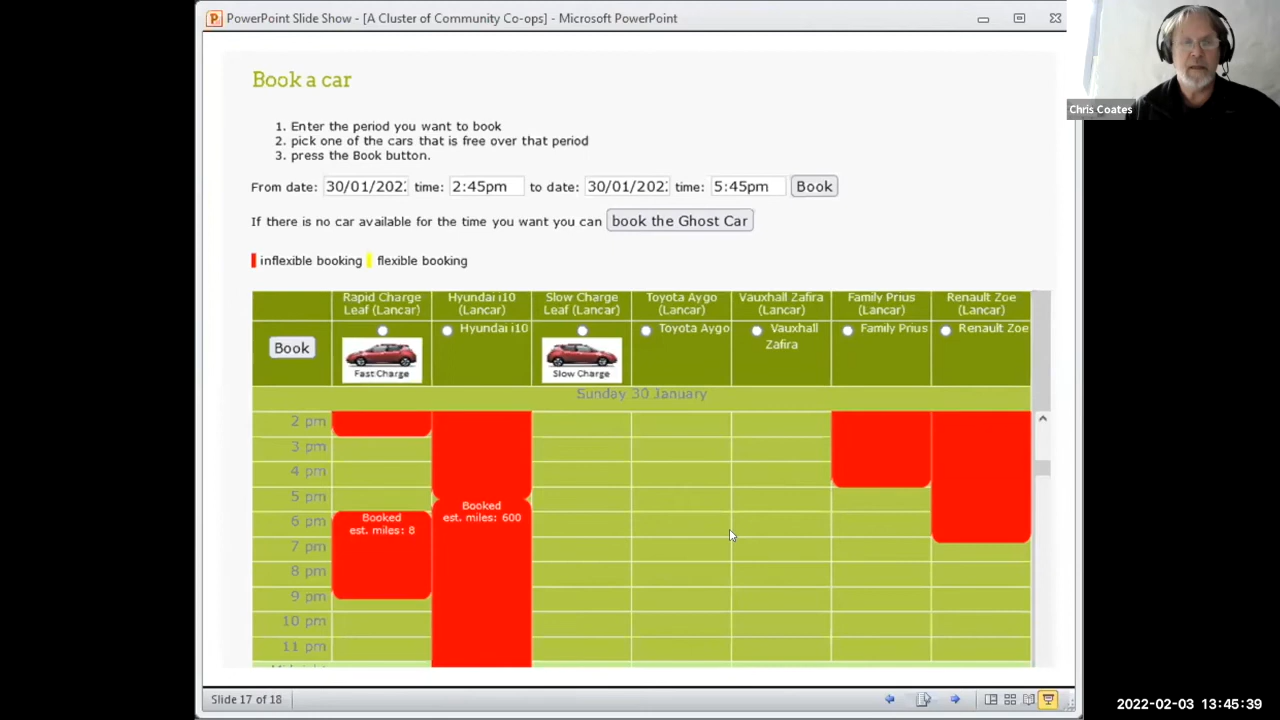 PowerPoint Slide Show - [A Cluster of Community Co-ops] - Microsoft PowerPoint
Chris Coates
Book a car
1. Enter the period you want to book
2. pick one of the cars that is free over that period
3. press the Book button.
From date: 30/01/202 time: 2:45pm to date: 30/01/202 time: 5:45pm Book
If there is no car available for the time you want you can book the Ghost Car
inflexible booking flexible booking
Rapid Charge Leaf (Lancar) Hyundai i10 (Lancar) Slow Charge Leaf (Lancar) Toyota Aygo (Lancar) Vauxhall Zafira (Lancar) Family Prius (Lancar) Renault Zoe (Lancar)
Book Fast Charge Hyundai i10 Slow Charge Toyota Aygo Vauxhall Zafira Family Prius Renault Zoe
Sunday 30 January
2 pm
3 pm
4 pm
5 pm
Booked
est. miles: 600
6 pm
Booked
est. miles: 8
7 pm
8 pm
9 pm
10 pm
11 pm
Slide 17 of 18
2022-02-03 13:45:39